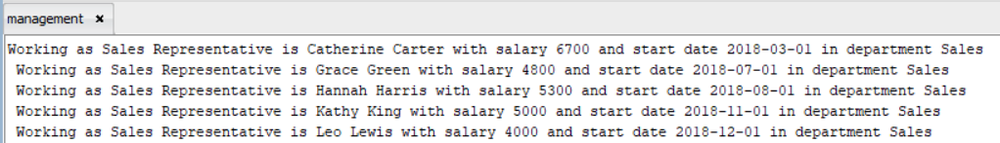 management ×
Working as Sales Representative is Catherine Carter with salary 6700 and start date 2018-03-01 in department Sales
Working as Sales Representative is Grace Green with salary 4800 and start date 2018-07-01 in department Sales
Working as Sales Representative is Hannah Harris with salary 5300 and start date 2018-08-01 in department Sales
Working as Sales Representative is Kathy King with salary 5000 and start date 2018-11-01 in department Sales
Working as Sales Representative is Leo Lewis with salary 4000 and start date 2018-12-01 in department Sales